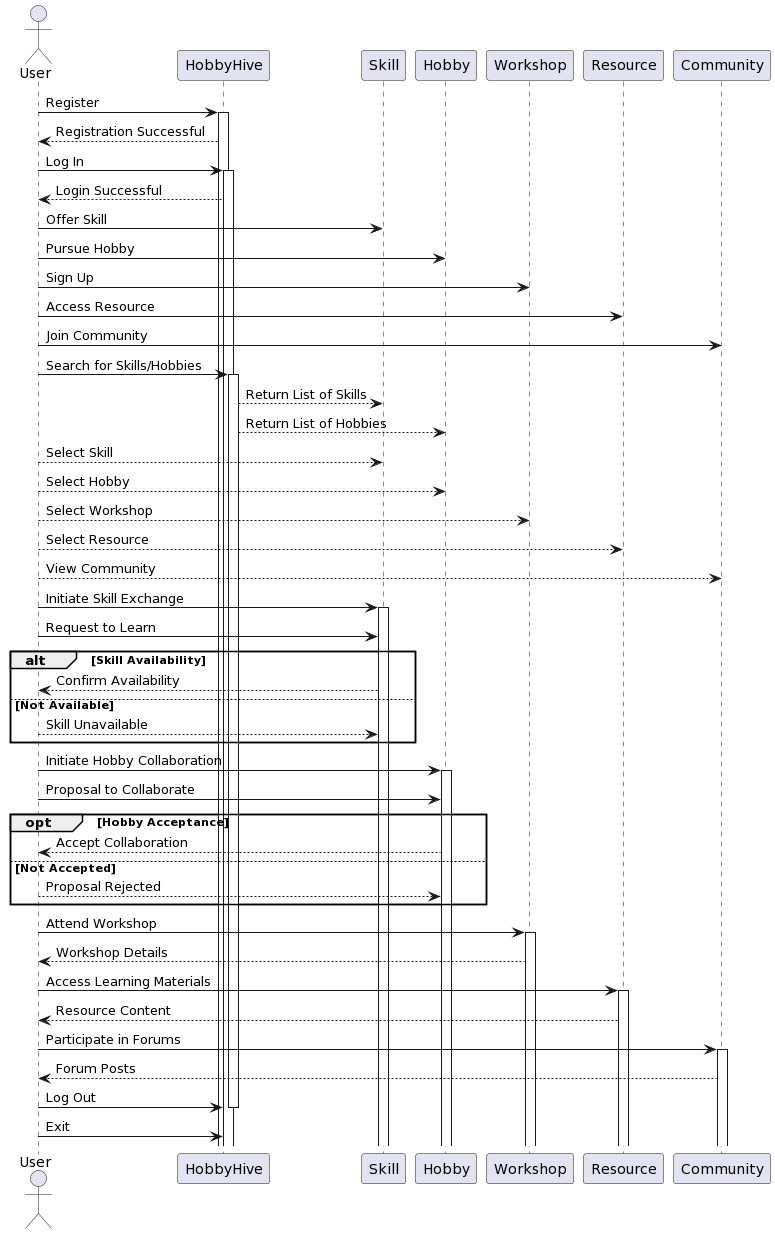 User
HobbyHive
Skill
Hobby
Workshop
Resource
Community
Register
Registration Successful
Log In
Login Successful
Offer Skill
Pursue Hobby
Sign Up
Access Resource
Join Community
Search for Skills/Hobbies
Return List of Skills
Return List of Hobbies
Select Skill
Select Hobby
Select Workshop
Select Resource
View Community
Initiate Skill Exchange
Request to Learn
alt [Skill Availability]
Confirm Availability
[Not Available]
Skill Unavailable
Initiate Hobby Collaboration
Proposal to Collaborate
opt [Hobby Acceptance]
Accept Collaboration
[Not Accepted]
Proposal Rejected
Attend Workshop
Workshop Details
Access Learning Materials
Resource Content
Participate in Forums
Forum Posts
Log Out
Exit
User
HobbyHive
Skill
Hobby
Workshop
Resource
Community